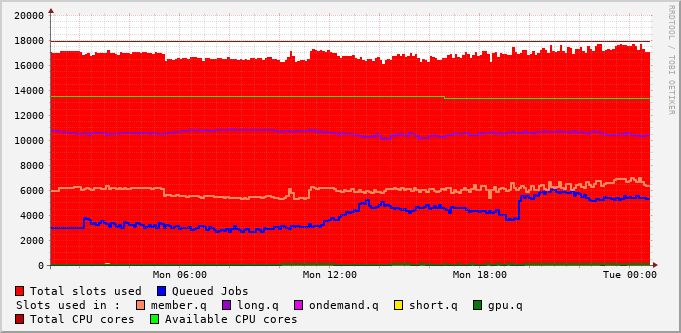 20000
18000
16000
14000
12000
10000
8000
6000
4000
2000
0
Mon 06:00 Mon 12:00 Mon 18:00 Tue 00:00
RRDTOOL / TOBI OETIKER
Total slots used Queued Jobs
Slots used in : member.q long.q ondemand.q short.q gpu.q
Total CPU cores Available CPU cores